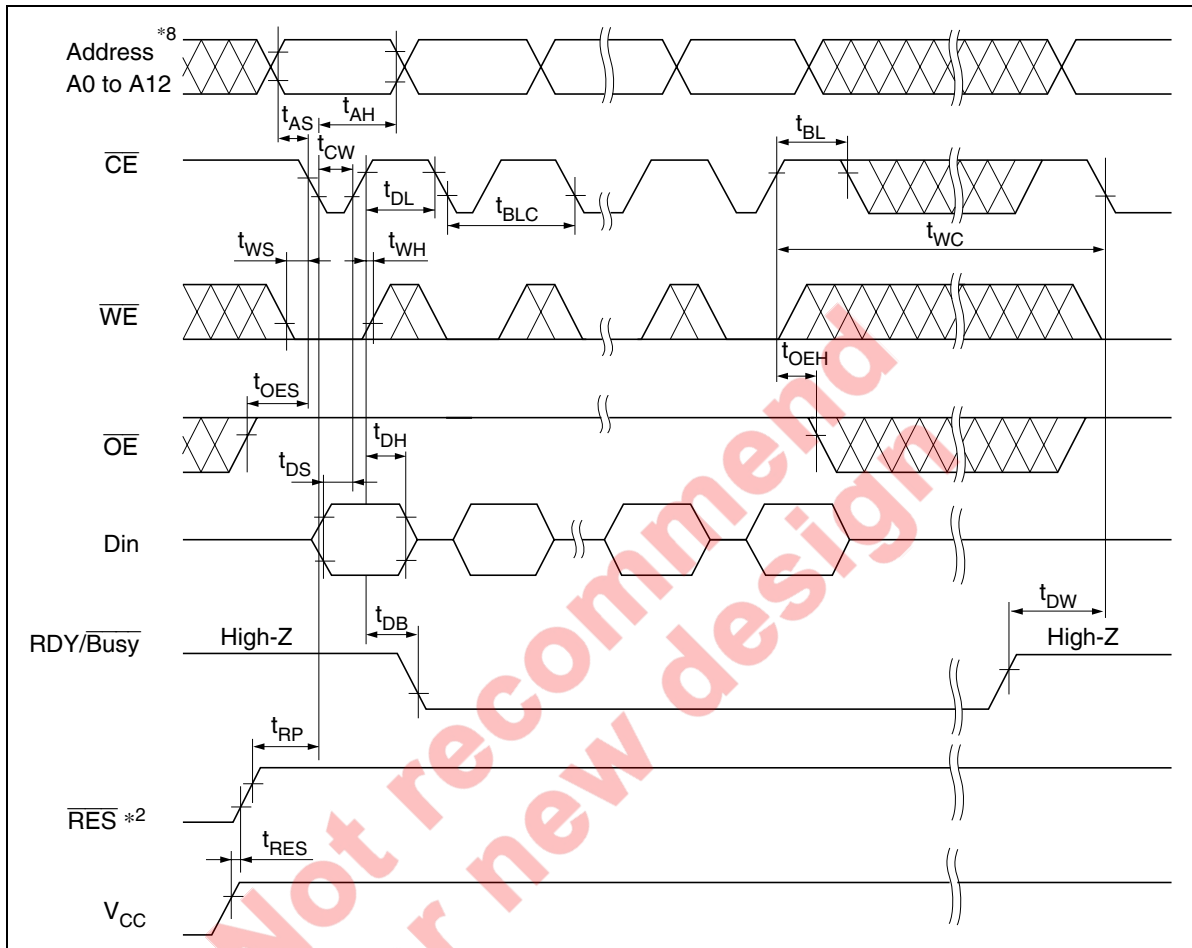 Address *8
A0 to A12
tAS
tAH
tCW
tBL
CE
tDL
tBLC
tWC
tWS
tWH
WE
tOEH
tOES
OE
tDH
tDS
Din
tDB
tDW
RDY/Busy
High-Z
High-Z
tRP
RES *2
tRES
VCC
Not recommend
r new design